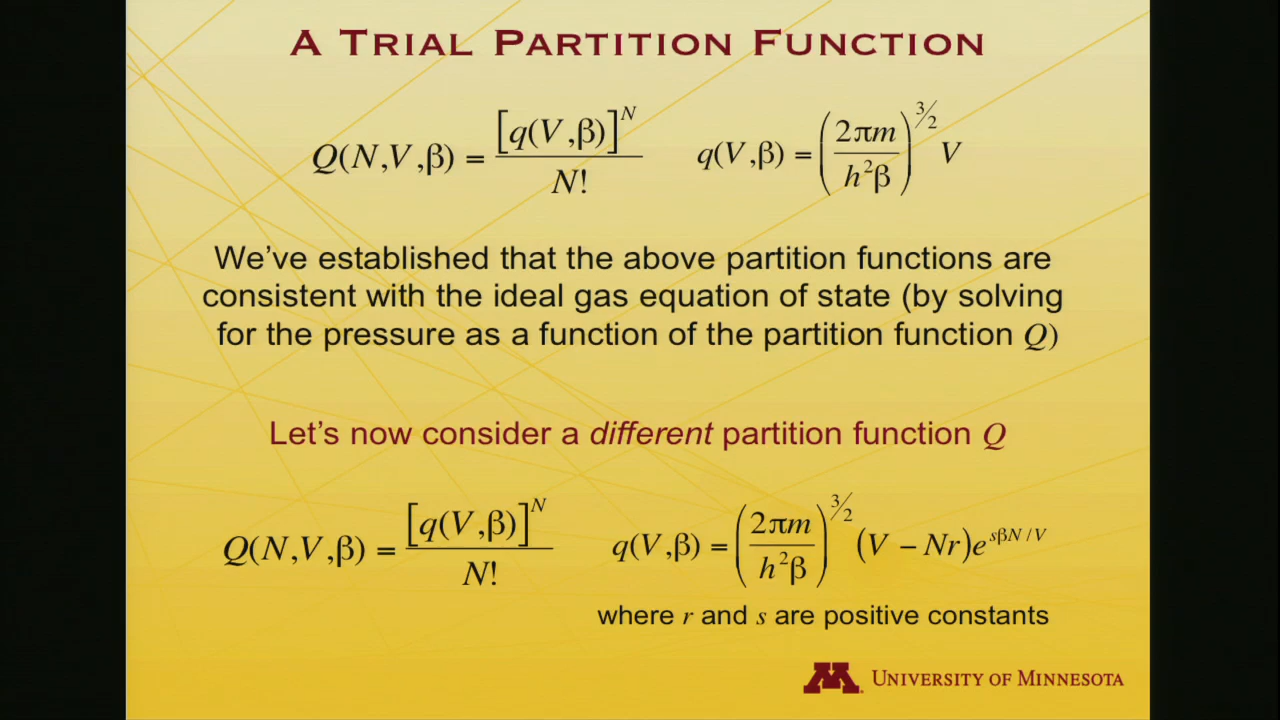 A TRIAL PARTITION FUNCTION
Q(N,V,β) = [q(V,β)]^N / N!    q(V,β) = (2πm / h²β)^{3/2} V
We’ve established that the above partition functions are
consistent with the ideal gas equation of state (by solving
for the pressure as a function of the partition function Q)
Let’s now consider a different partition function Q
Q(N,V,β) = [q(V,β)]^N / N!    q(V,β) = (2πm / h²β)^{3/2} (V − Nr)e^{sβN/V}
where r and s are positive constants
UNIVERSITY OF MINNESOTA